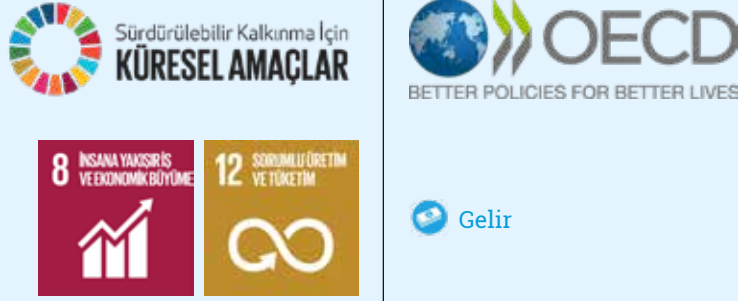 Sürdürülebilir Kalkınma İçin
KÜRESEL AMAÇLAR
OECD
BETTER POLICIES FOR BETTER LIVES
8 İNSANA YAKIŞIR İŞ
VE EKONOMİK BÜYÜME
12 SORUMLU ÜRETİM
VE TÜKETİM
Gelir